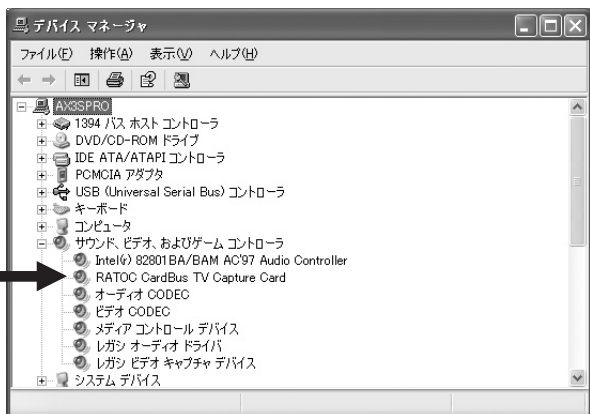 デバイス マネージャ
ファイル(F) 操作(A) 表示(V) ヘルプ(H)
AX3SPRO
1394 バス ホスト コントローラ
DVD/CD-ROM ドライブ
IDE ATA/ATAPI コントローラ
PCMCIA アダプタ
USB (Universal Serial Bus) コントローラ
キーボード
コンピュータ
サウンド、ビデオ、およびゲーム コントローラ
Intel(r) 82801BA/BAM AC'97 Audio Controller
RATOC CardBus TV Capture Card
オーディオ CODEC
ビデオ CODEC
メディア コントロール デバイス
レガシ オーディオ ドライバ
レガシ ビデオ キャプチャ デバイス
システム デバイス